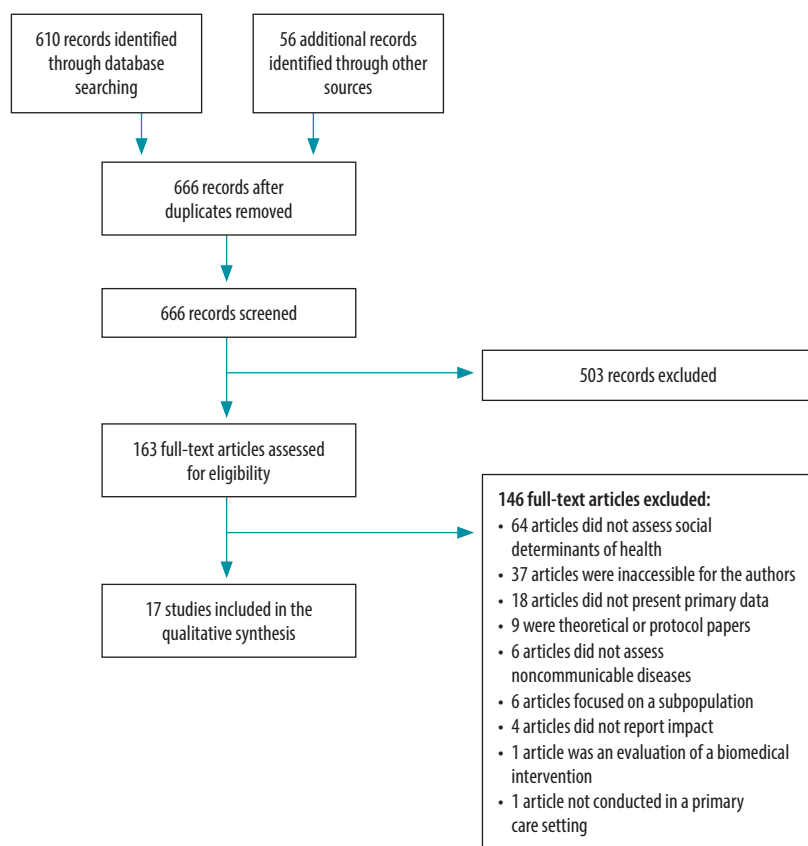 610 records identified
through database
searching
56 additional records
identified through other
sources
666 records after
duplicates removed
666 records screened
503 records excluded
163 full-text articles assessed
for eligibility
146 full-text articles excluded:
• 64 articles did not assess social
determinants of health
• 37 articles were inaccessible for the authors
• 18 articles did not present primary data
• 9 were theoretical or protocol papers
• 6 articles did not assess
noncommunicable diseases
• 6 articles focused on a subpopulation
• 4 articles did not report impact
• 1 article was an evaluation of a biomedical
intervention
• 1 article not conducted in a primary
care setting
17 studies included in the
qualitative synthesis